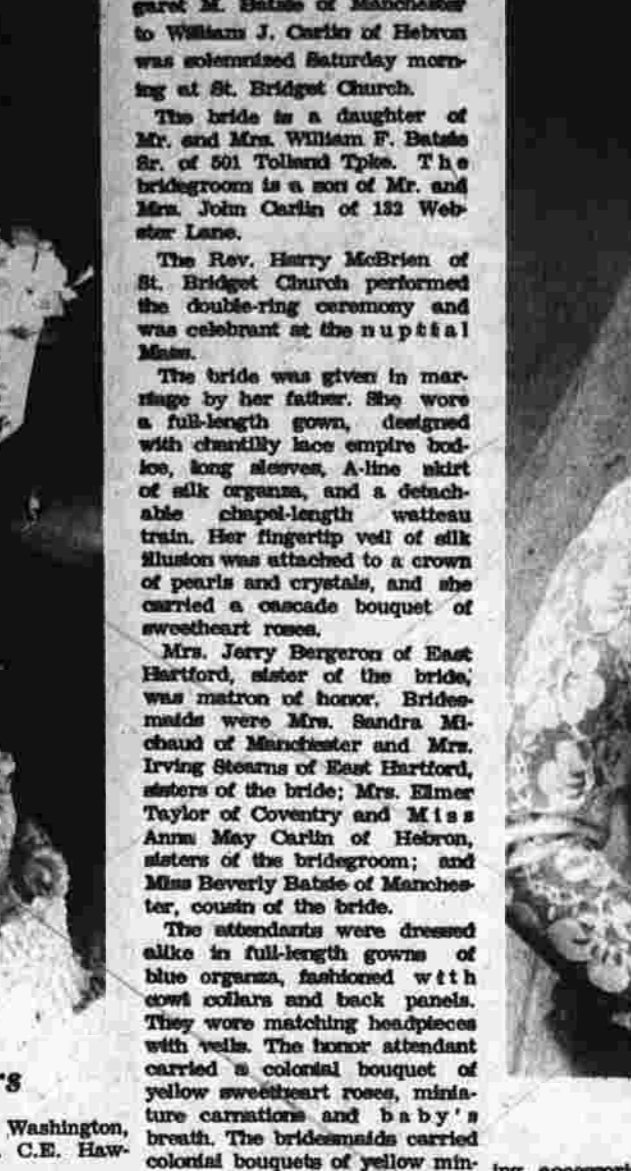 garet M. Batsie of Manchester
to William J. Carlin of Hebron
was solemnized Saturday morn-
ing at St. Bridget Church.
The bride is a daughter of
Mr. and Mrs. William F. Batsie
Sr. of 501 Tolland Tpke. The
bridegroom is a son of Mr. and
Mrs. John Carlin of 132 Web-
ster Lane.
The Rev. Harry McBrien of
St. Bridget Church performed
the double-ring ceremony and
was celebrant at the nuptial
Mass.
The bride was given in mar-
riage by her father. She wore
a full-length gown, designed
with chantilly lace empire bod-
ice, long sleeves, A-line skirt
of silk organza, and a detach-
able chapel-length watteau
train. Her fingertip veil of silk
illusion was attached to a crown
of pearls and crystals, and she
carried a cascade bouquet of
sweetheart roses.
Mrs. Jerry Bergeron of East
Hartford, sister of the bride,
was matron of honor. Brides-
maids were Mrs. Sandra Mi-
chaud of Manchester and Mrs.
Irving Stearns of East Hartford,
sisters of the bride; Mrs. Elmer
Taylor of Coventry and Miss
Anna May Carlin of Hebron,
sisters of the bridegroom; and
Miss Beverly Batsie of Manches-
ter, cousin of the bride.
The attendants were dressed
alike in full-length gowns of
blue organza, fashioned with
cowl collars and back panels.
They wore matching headpieces
with veils. The honor attendant
carried a colonial bouquet of
yellow sweetheart roses, minia-
ture carnations and baby's
breath. The bridesmaids carried
colonial bouquets of yellow min-
rs
Washington,
C.E. Haw-